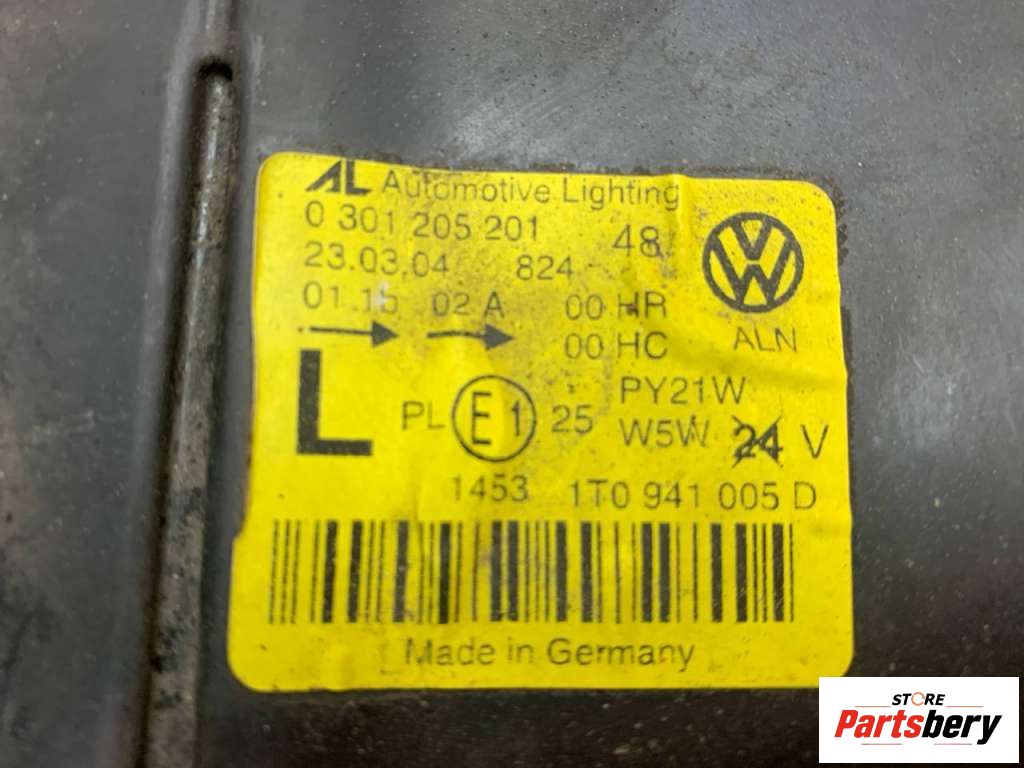 AL Automotive Lighting
0 301 205 201 48
23.03.04 824
01.15 02 A 00 HR
00 HC
VW
ALN
L
PL E1 25
PY21W
W5W 24 V
1453 1T0 941 005 D
Made in Germany
STORE
Partsbery